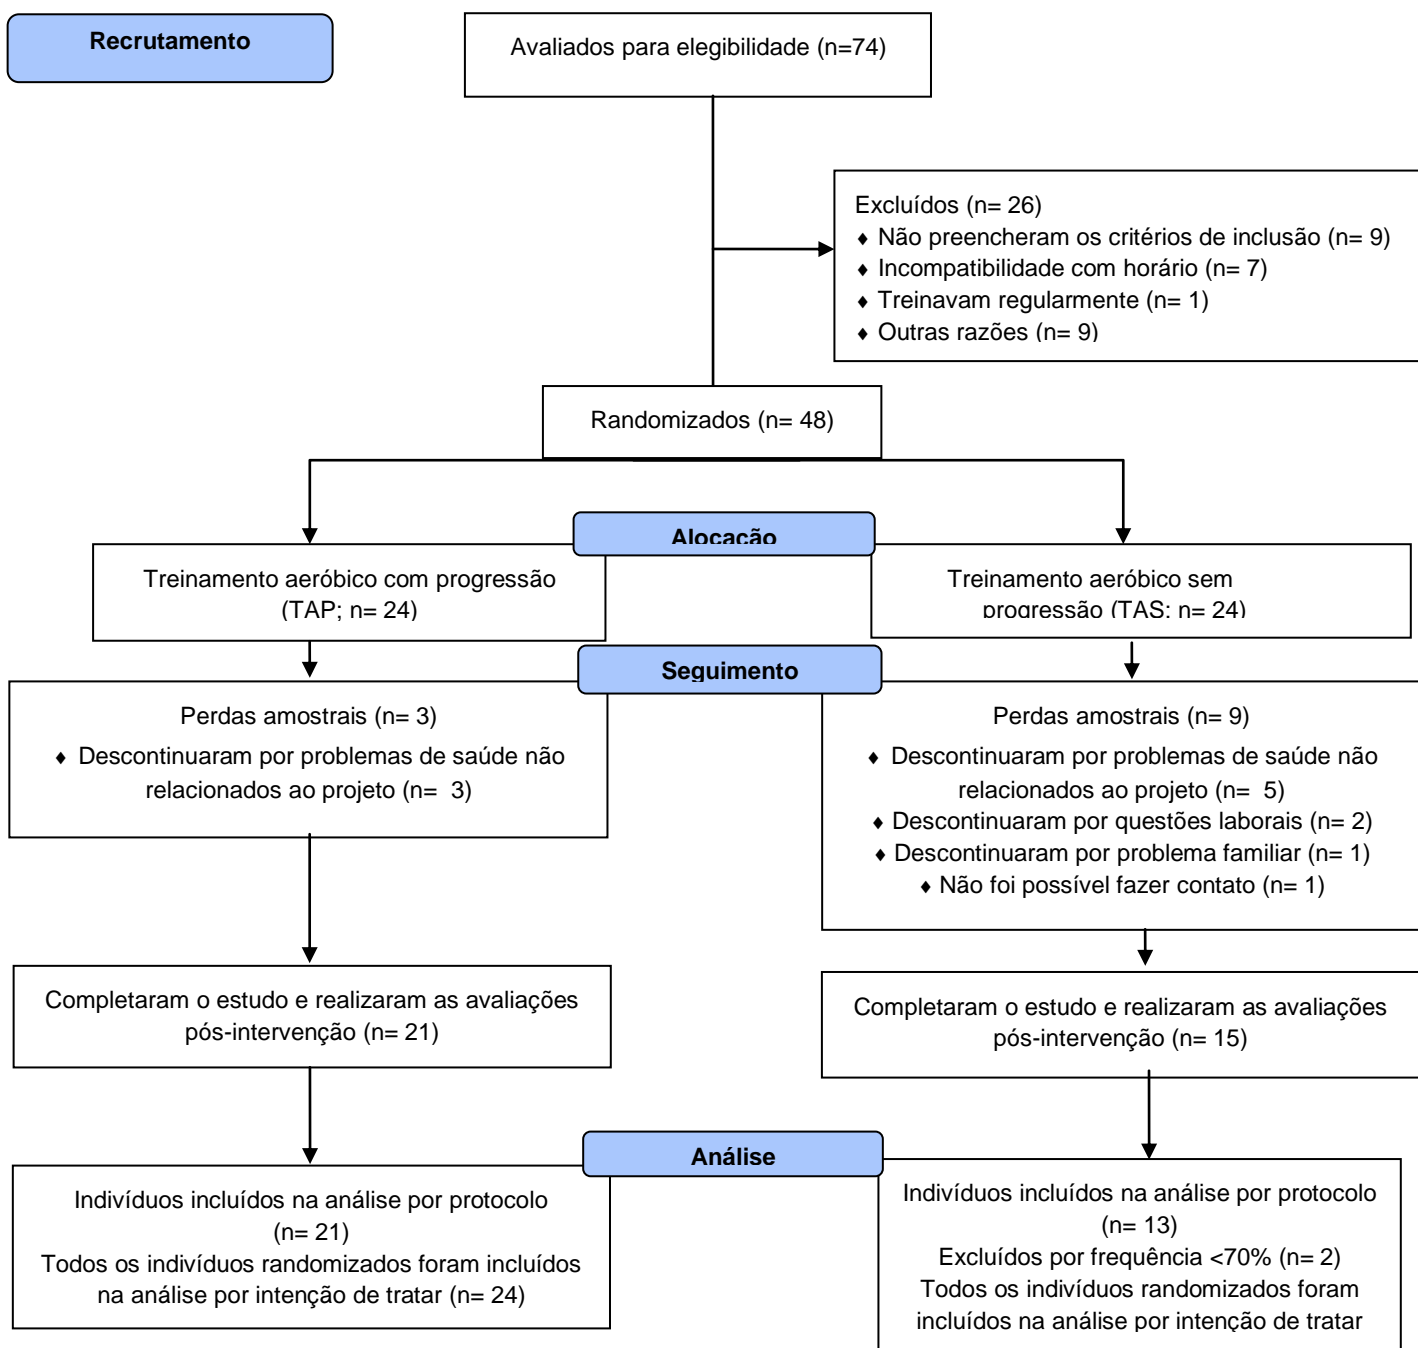 Recrutamento
Avaliados para elegibilidade (n=74)
Excluídos (n= 26)
♦ Não preencheram os critérios de inclusão (n= 9)
♦ Incompatibilidade com horário (n= 7)
♦ Treinavam regularmente (n= 1)
♦ Outras razões (n= 9)
Randomizados (n= 48)
Alocação
Treinamento aeróbico com progressão
(TAP; n= 24)
Treinamento aeróbico sem
progressão (TAS; n= 24)
Seguimento
Perdas amostrais (n= 3)
♦ Descontinuaram por problemas de saúde não
relacionados ao projeto (n=  3)
Perdas amostrais (n= 9)
♦ Descontinuaram por problemas de saúde não
relacionados ao projeto (n=  5)
♦ Descontinuaram por questões laborais (n= 2)
♦ Descontinuaram por problema familiar (n= 1)
♦ Não foi possível fazer contato (n= 1)
Completaram o estudo e realizaram as avaliações
pós-intervenção (n= 21)
Completaram o estudo e realizaram as avaliações
pós-intervenção (n= 15)
Análise
Indivíduos incluídos na análise por protocolo
(n= 21)
Todos os indivíduos randomizados foram incluídos
na análise por intenção de tratar (n= 24)
Indivíduos incluídos na análise por protocolo
(n= 13)
Excluídos por frequência <70% (n= 2)
Todos os indivíduos randomizados foram
incluídos na análise por intenção de tratar